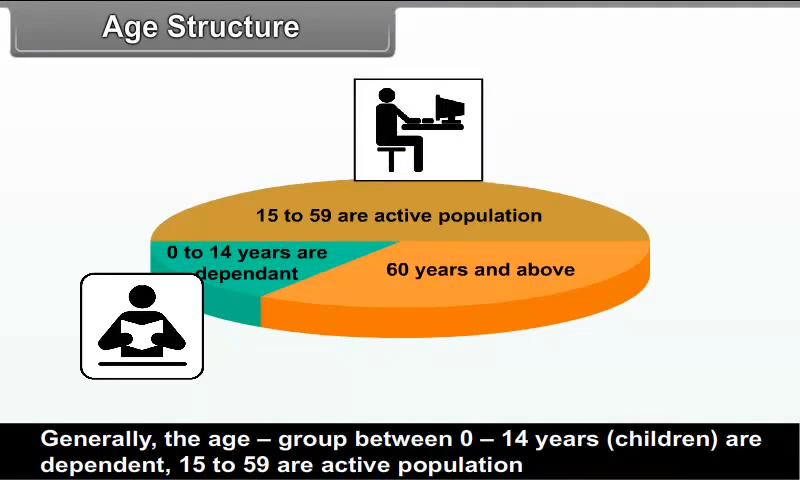 Age Structure
15 to 59 are active population
0 to 14 years are
dependant
60 years and above
Generally, the age – group between 0 – 14 years (children) are
dependent, 15 to 59 are active population